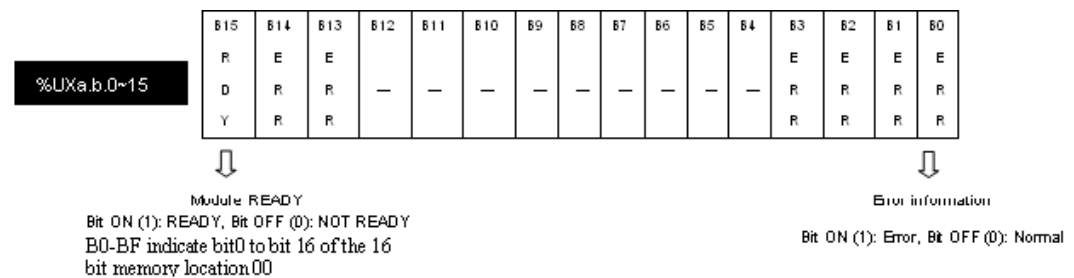 B15 B14 B13 B12 B11 B10 B9 B8 B7 B6 B5 B4 B3 B2 B1 B0
R E E E E E E
%UXa.b.0~15 D R R — — — — — — — — — R R R R
Y R R R R R R
Module READY
Error information
Bit ON (1): READY, Bit OFF (0): NOT READY
Bit ON (1): Error, Bit OFF (0): Normal
B0-BF indicate bit0 to bit 16 of the 16
bit memory location 00